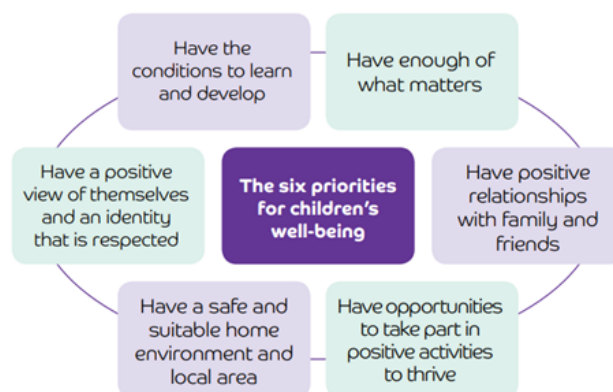 Have the
conditions to learn
and develop
Have enough of
what matters
Have a positive
view of themselves
and an identity
that is respected
The six priorities
for children's
well-being
Have positive
relationships
with family and
friends
Have a safe and
suitable home
environment and
local area
Have opportunities
to take part in
positive activities
to thrive